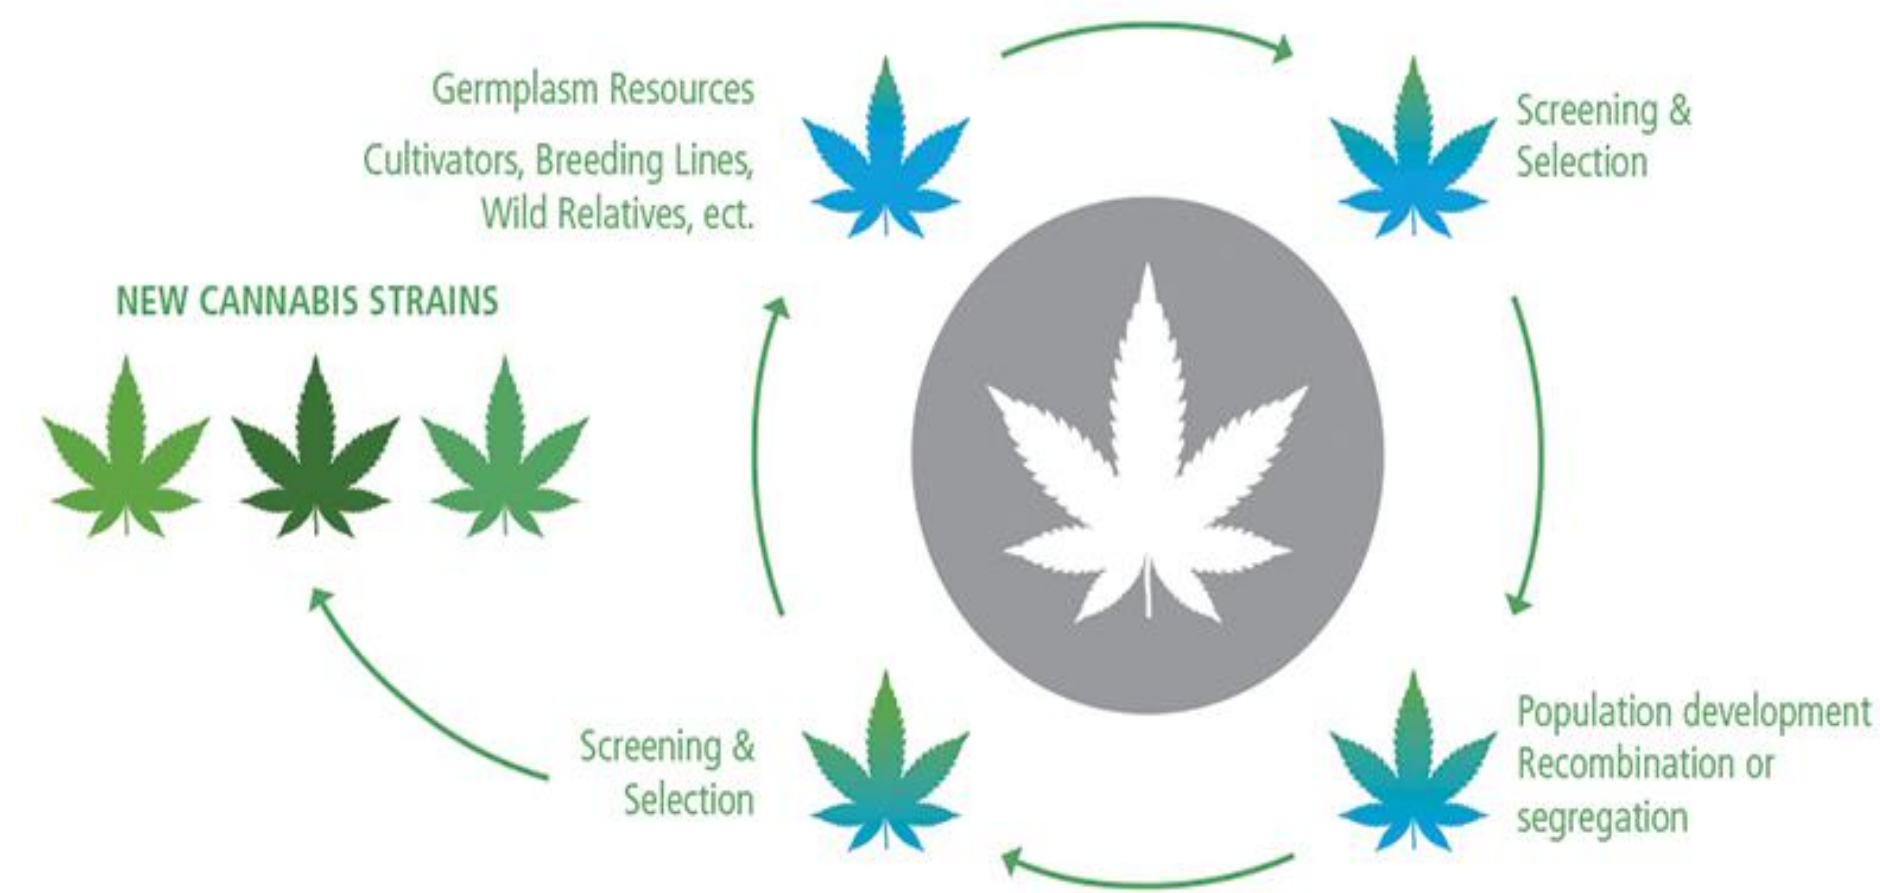 Germplasm Resources
Cultivators, Breeding Lines,
Wild Relatives, ect.
Screening &
Selection
NEW CANNABIS STRAINS
Screening &
Selection
Population development
Recombination or
segregation